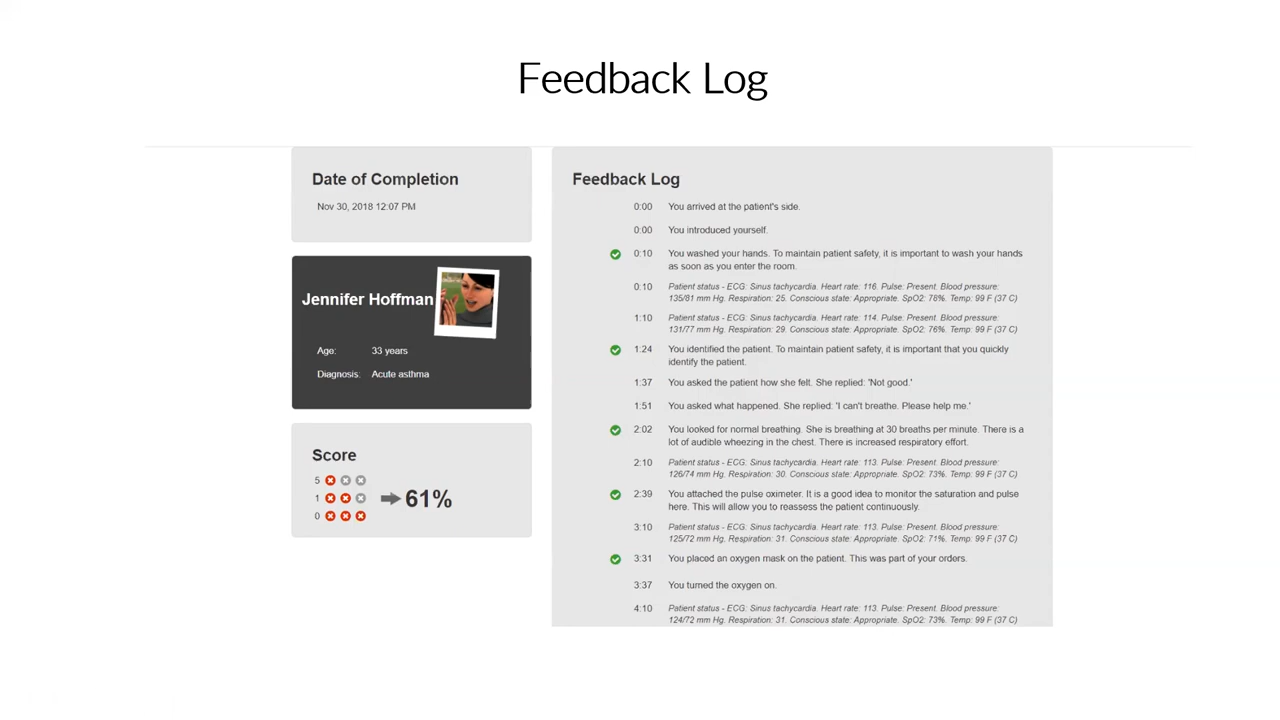 Feedback Log
Date of Completion
Nov 30, 2018 12:07 PM
Jennifer Hoffman
Age: 33 years
Diagnosis: Acute asthma
Score
5
1
0
61%
Feedback Log
0:00 You arrived at the patient's side.
0:00 You introduced yourself.
0:10 You washed your hands. To maintain patient safety, it is important to wash your hands
as soon as you enter the room.
0:10 Patient status - ECG: Sinus tachycardia. Heart rate: 116. Pulse: Present. Blood pressure:
135/81 mm Hg. Respiration: 25. Conscious state: Appropriate. SpO2: 78%. Temp: 99 F (37 C)
1:10 Patient status - ECG: Sinus tachycardia. Heart rate: 114. Pulse: Present. Blood pressure:
131/77 mm Hg. Respiration: 29. Conscious state: Appropriate. SpO2: 76%. Temp: 99 F (37 C)
1:24 You identified the patient. To maintain patient safety, it is important that you quickly
identify the patient.
1:37 You asked the patient how she felt. She replied: 'Not good.'
1:51 You asked what happened. She replied: 'I can't breathe. Please help me.'
2:02 You looked for normal breathing. She is breathing at 30 breaths per minute. There is a
lot of audible wheezing in the chest. There is increased respiratory effort.
2:10 Patient status - ECG: Sinus tachycardia. Heart rate: 113. Pulse: Present. Blood pressure:
126/74 mm Hg. Respiration: 30. Conscious state: Appropriate. SpO2: 73%. Temp: 99 F (37 C)
2:39 You attached the pulse oximeter. It is a good idea to monitor the saturation and pulse
here. This will allow you to reassess the patient continuously.
3:10 Patient status - ECG: Sinus tachycardia. Heart rate: 113. Pulse: Present. Blood pressure:
125/72 mm Hg. Respiration: 31. Conscious state: Appropriate. SpO2: 71%. Temp: 99 F (37 C)
3:31 You placed an oxygen mask on the patient. This was part of your orders.
3:37 You turned the oxygen on.
4:10 Patient status - ECG: Sinus tachycardia. Heart rate: 113. Pulse: Present. Blood pressure:
124/72 mm Hg. Respiration: 31. Conscious state: Appropriate. SpO2: 73%. Temp: 99 F (37 C)